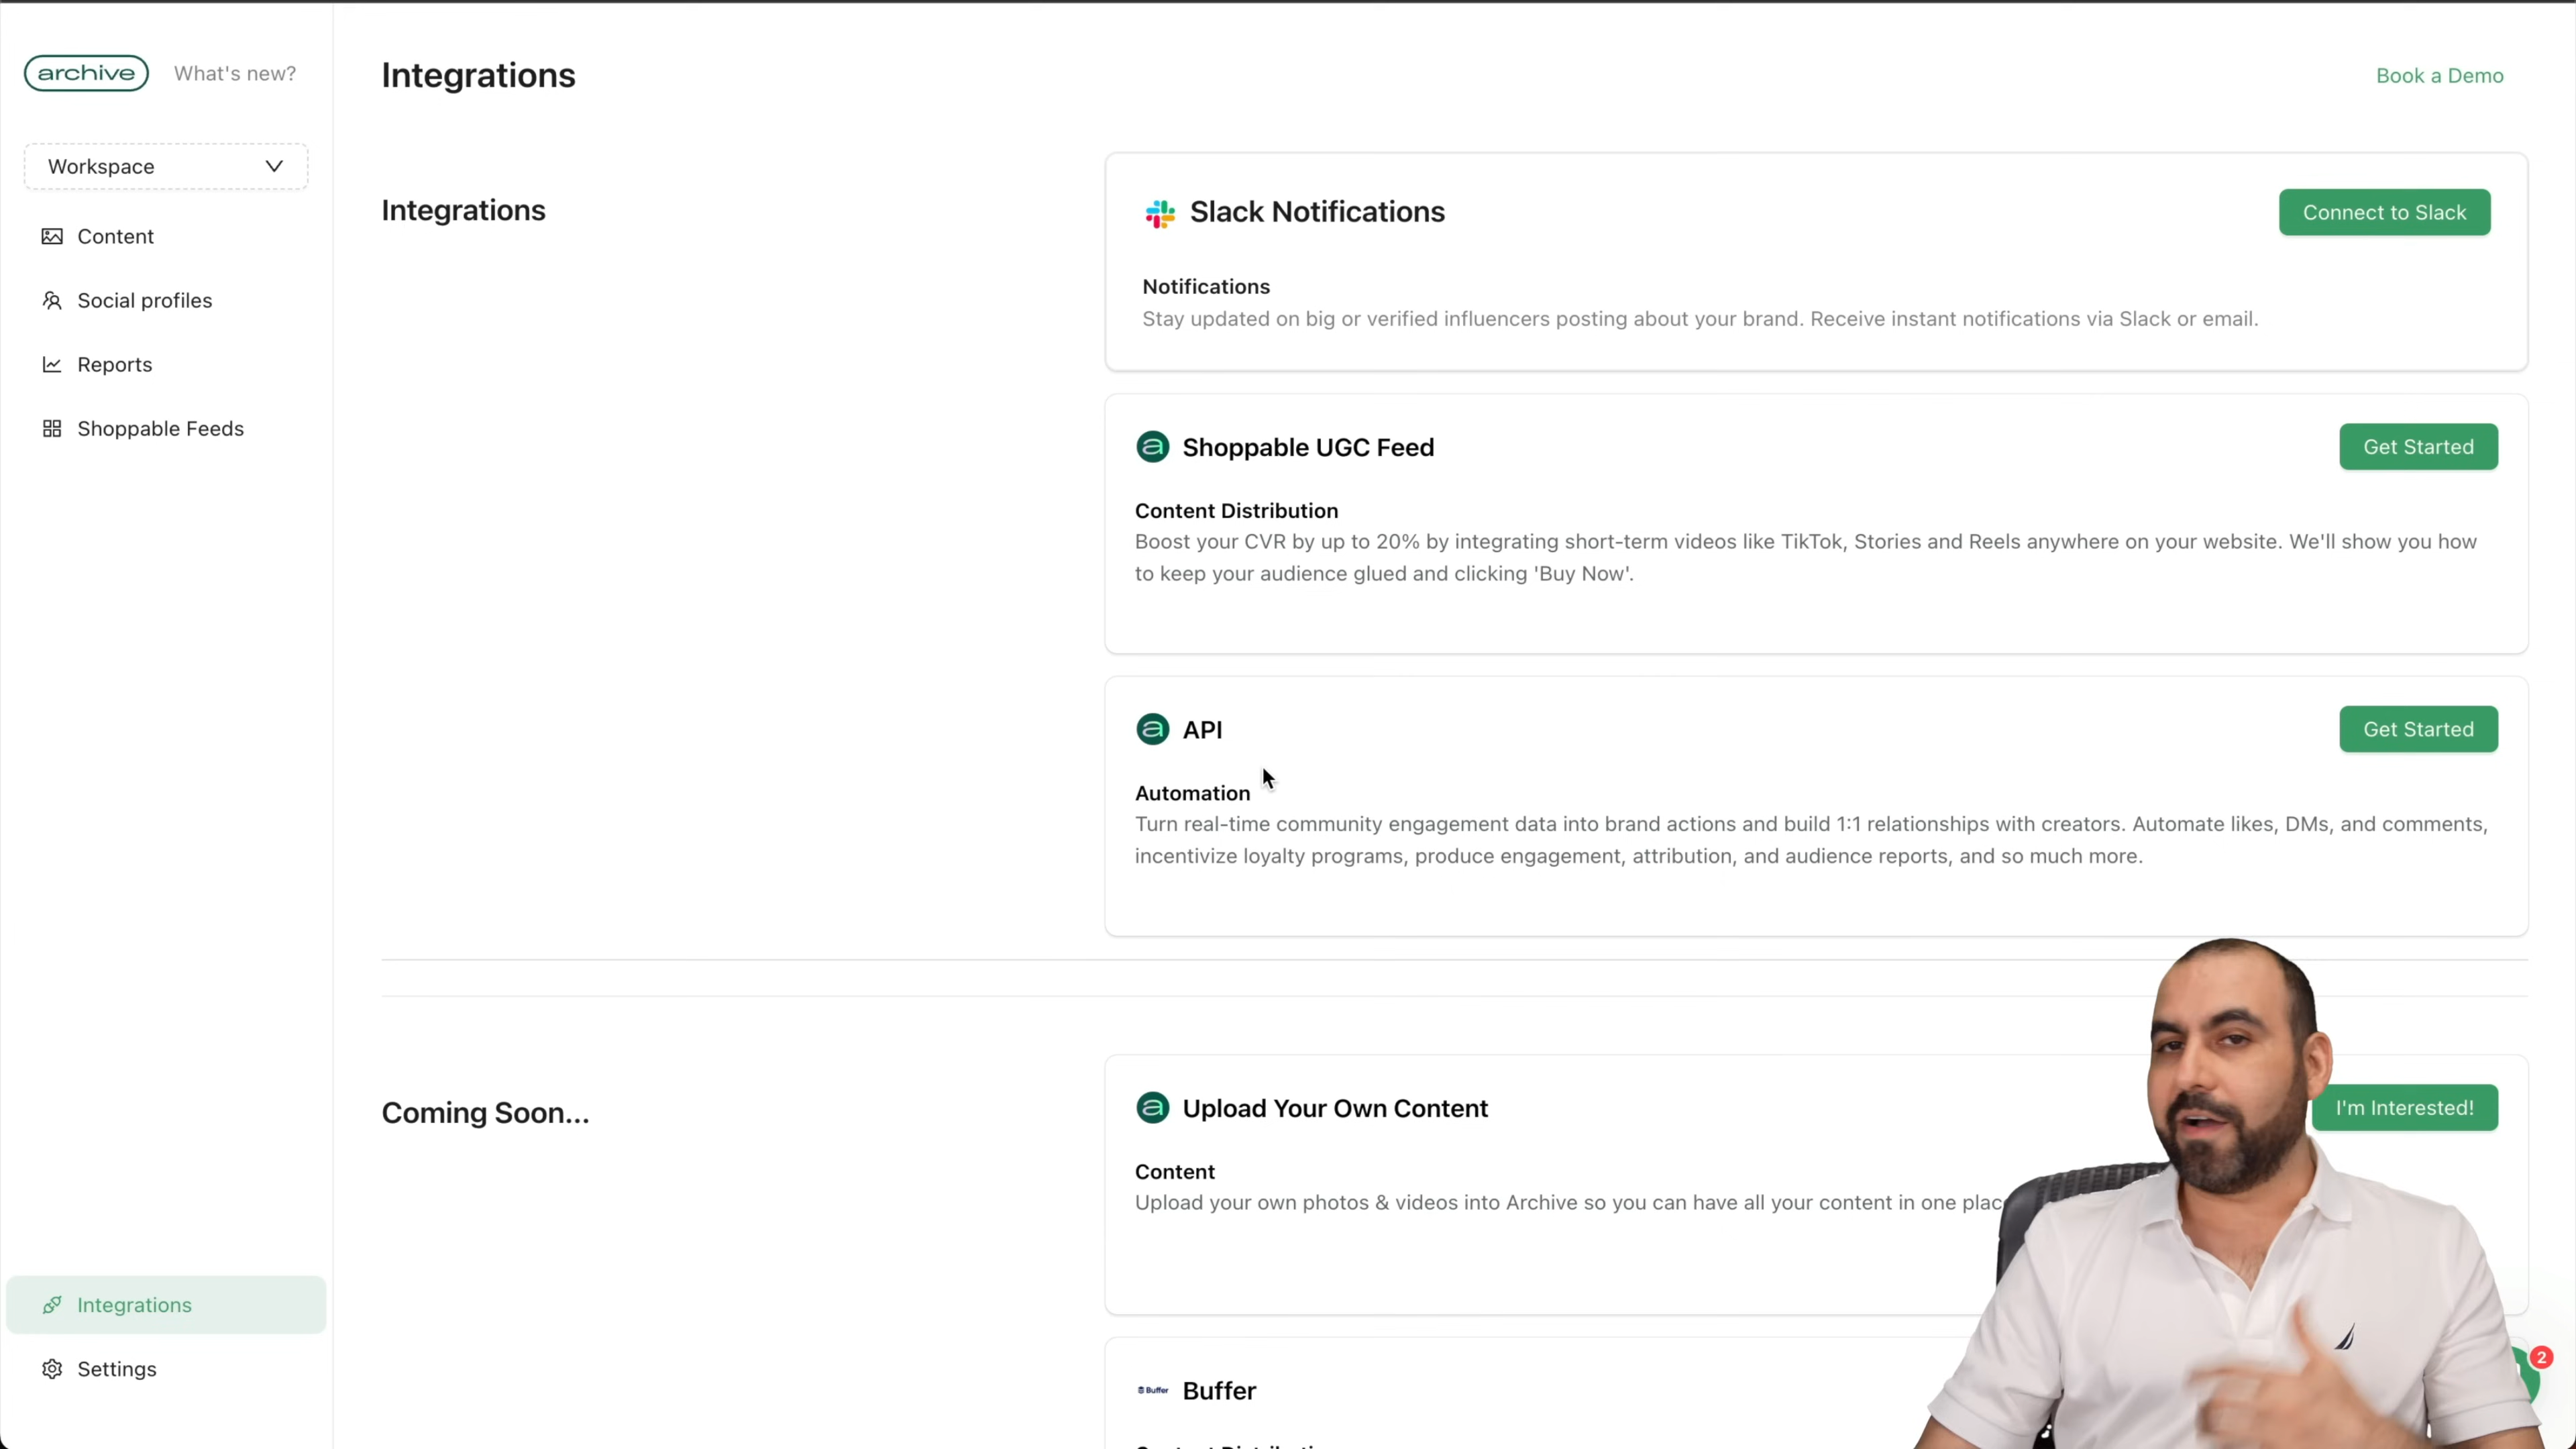 archive
What's new?
Workspace
Content
Social profiles
Reports
Shoppable Feeds
Integrations
Settings
Integrations
Book a Demo
Integrations
Slack Notifications
Connect to Slack
Notifications
Stay updated on big or verified influencers posting about your brand. Receive instant notifications via Slack or email.
Shoppable UGC Feed
Get Started
Content Distribution
Boost your CVR by up to 20% by integrating short-term videos like TikTok, Stories and Reels anywhere on your website. We'll show you how
to keep your audience glued and clicking 'Buy Now'.
API
Get Started
Automation
Turn real-time community engagement data into brand actions and build 1:1 relationships with creators. Automate likes, DMs, and comments,
incentivize loyalty programs, produce engagement, attribution, and audience reports, and so much more.
Coming Soon...
Upload Your Own Content
I'm Interested!
Content
Upload your own photos & videos into Archive so you can have all your content in one plac
Buffer
Buffer
2